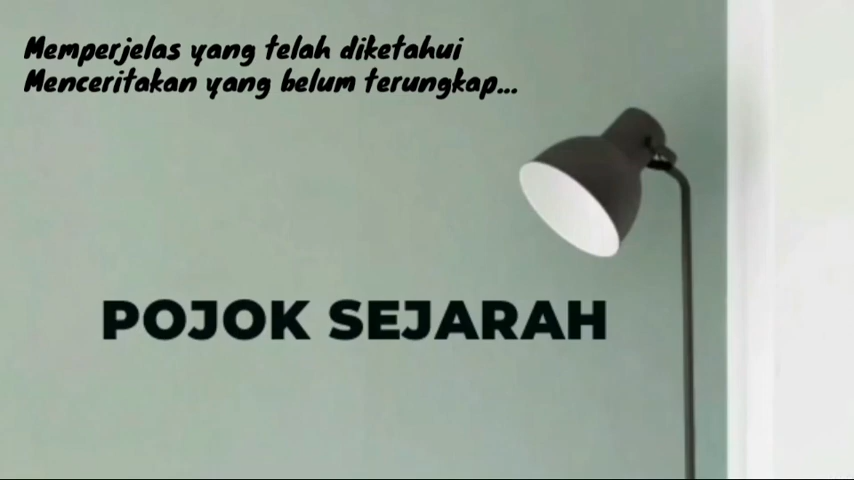 Memperjelas yang telah diketahui
Menceritakan yang belum terungkap...
POJOK SEJARAH